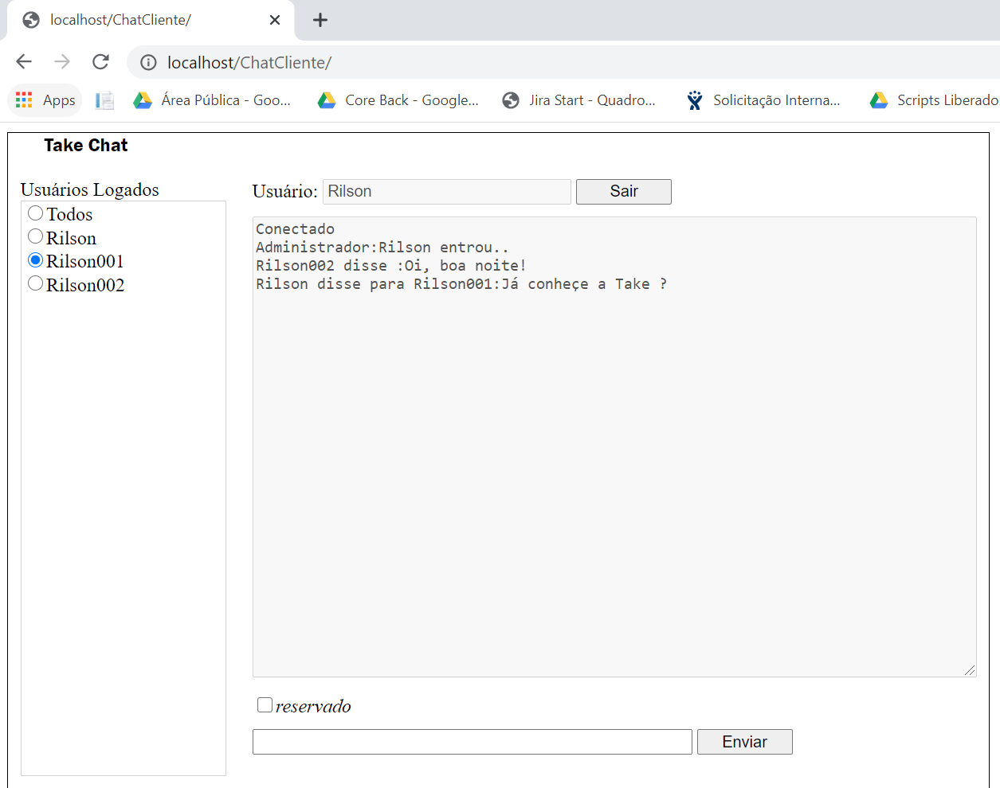 localhost/ChatCliente/
localhost/ChatCliente/
Apps Área Pública - Goo... Core Back - Google... Jira Start - Quadro... Solicitação Interna... Scripts Liberado
Take Chat
Usuários Logados
Todos
Rilson
Rilson001
Rilson002
Usuário: Rilson Sair
Conectado
Administrador:Rilson entrou..
Rilson002 disse :Oi, boa noite!
Rilson disse para Rilson001:Já conheçe a Take ?
reservado
Enviar